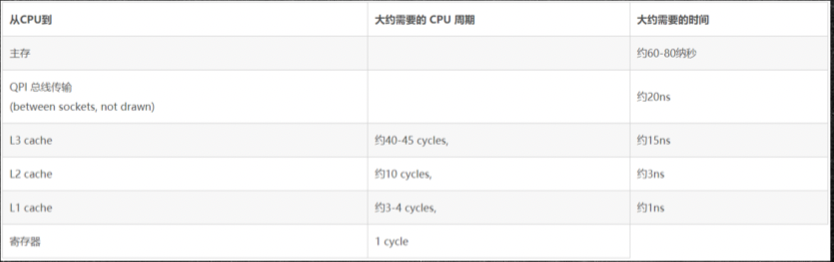 从CPU到 大约需要的 CPU 周期 大约需要的时间
主存 约60-80纳秒
QPI 总线传输
(between sockets, not drawn) 约20ns
L3 cache 约40-45 cycles, 约15ns
L2 cache 约10 cycles, 约3ns
L1 cache 约3-4 cycles, 约1ns
寄存器 1 cycle